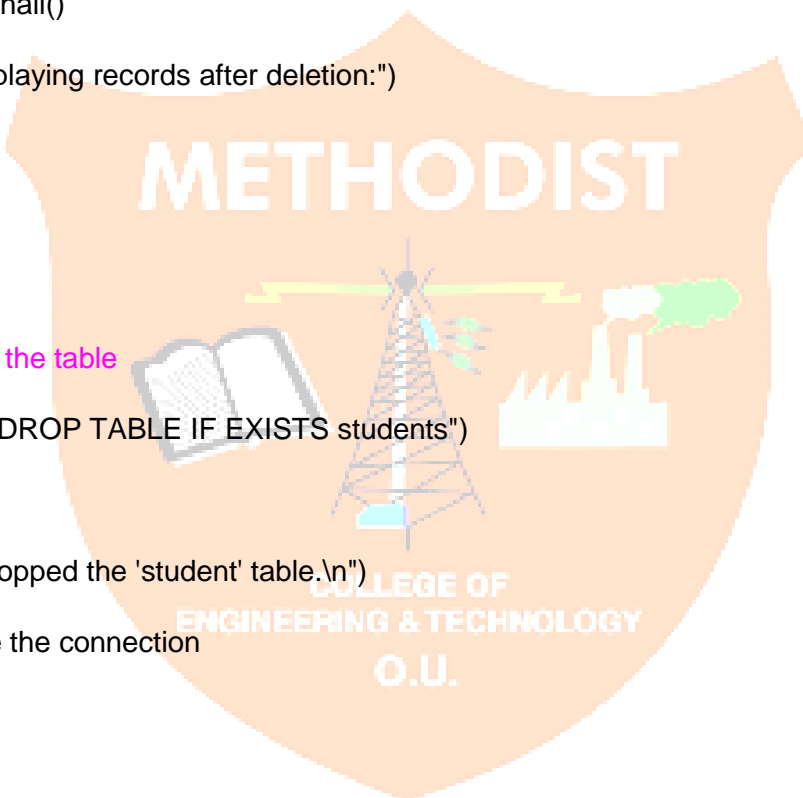 hall()
playing records after deletion:")
METHODIST
the table
DROP TABLE IF EXISTS students")
opped the 'student' table.\n")
COLLEGE OF
ENGINEERING & TECHNOLOGY
e the connection
O.U.